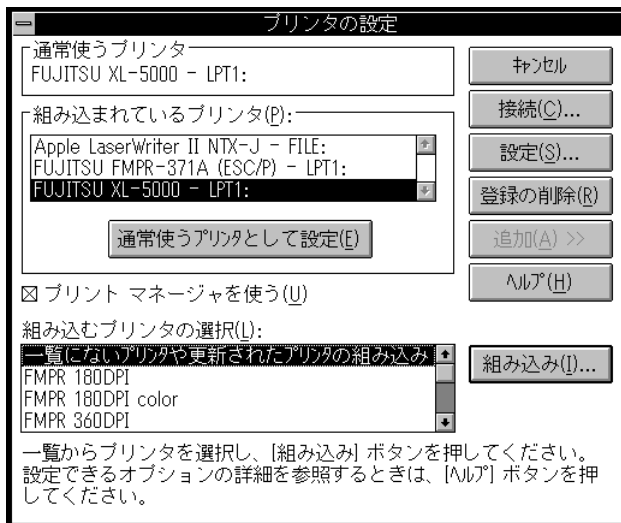 プリンタの設定
通常使うプリンタ
FUJITSU XL-5000 - LPT1:
ｷｬﾝｾﾙ
組み込まれているプリンタ(P):
接続(C)...
Apple LaserWriter II NTX-J - FILE:
FUJITSU FMPR-371A (ESC/P) - LPT1:
FUJITSU XL-5000 - LPT1:
設定(S)...
登録の削除(R)
通常使うﾌﾟﾘﾝﾀとして設定(E)
追加(A) >>
ﾍﾙﾌﾟ(H)
プリント マネージャを使う(U)
組み込むプリンタの選択(L):
一覧にないﾌﾟﾘﾝﾀや更新されたﾌﾟﾘﾝﾀの組み込み
FMPR 180DPI
FMPR 180DPI color
FMPR 360DPI
組み込み(I)...
一覧からプリンタを選択し、[組み込み] ボタンを押してください。
設定できるオプションの詳細を参照するときは、[ﾍﾙﾌﾟ] ボタンを押
してください。